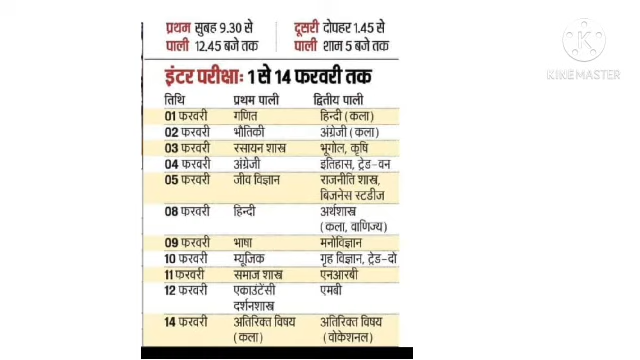 प्रथम सुबह 9.30 से
पाली 12.45 बजे तक
दूसरी दोपहर 1.45 से
पाली शाम 5 बजे तक
इंटर परीक्षाः 1 से 14 फरवरी तक
तिथि प्रथम पाली द्वितीय पाली
01 फरवरी गणित हिन्दी (कला)
02 फरवरी भौतिकी अंग्रेजी (कला)
03 फरवरी रसायन शास्त्र भूगोल, कृषि
04 फरवरी अंग्रेजी इतिहास, ट्रेड-वन
05 फरवरी जीव विज्ञान राजनीति शास्त्र,
बिजनेस स्टडीज
08 फरवरी हिन्दी अर्थशास्त्र
(कला, वाणिज्य)
09 फरवरी भाषा मनोविज्ञान
10 फरवरी म्यूजिक गृह विज्ञान, ट्रेड-दो
11 फरवरी समाज शास्त्र एनआरबी
12 फरवरी एकाउंटेंसी एमबी
दर्शनशास्त्र
14 फरवरी अतिरिक्त विषय अतिरिक्त विषय
(कला) (वोकेशनल)
KINEMASTER